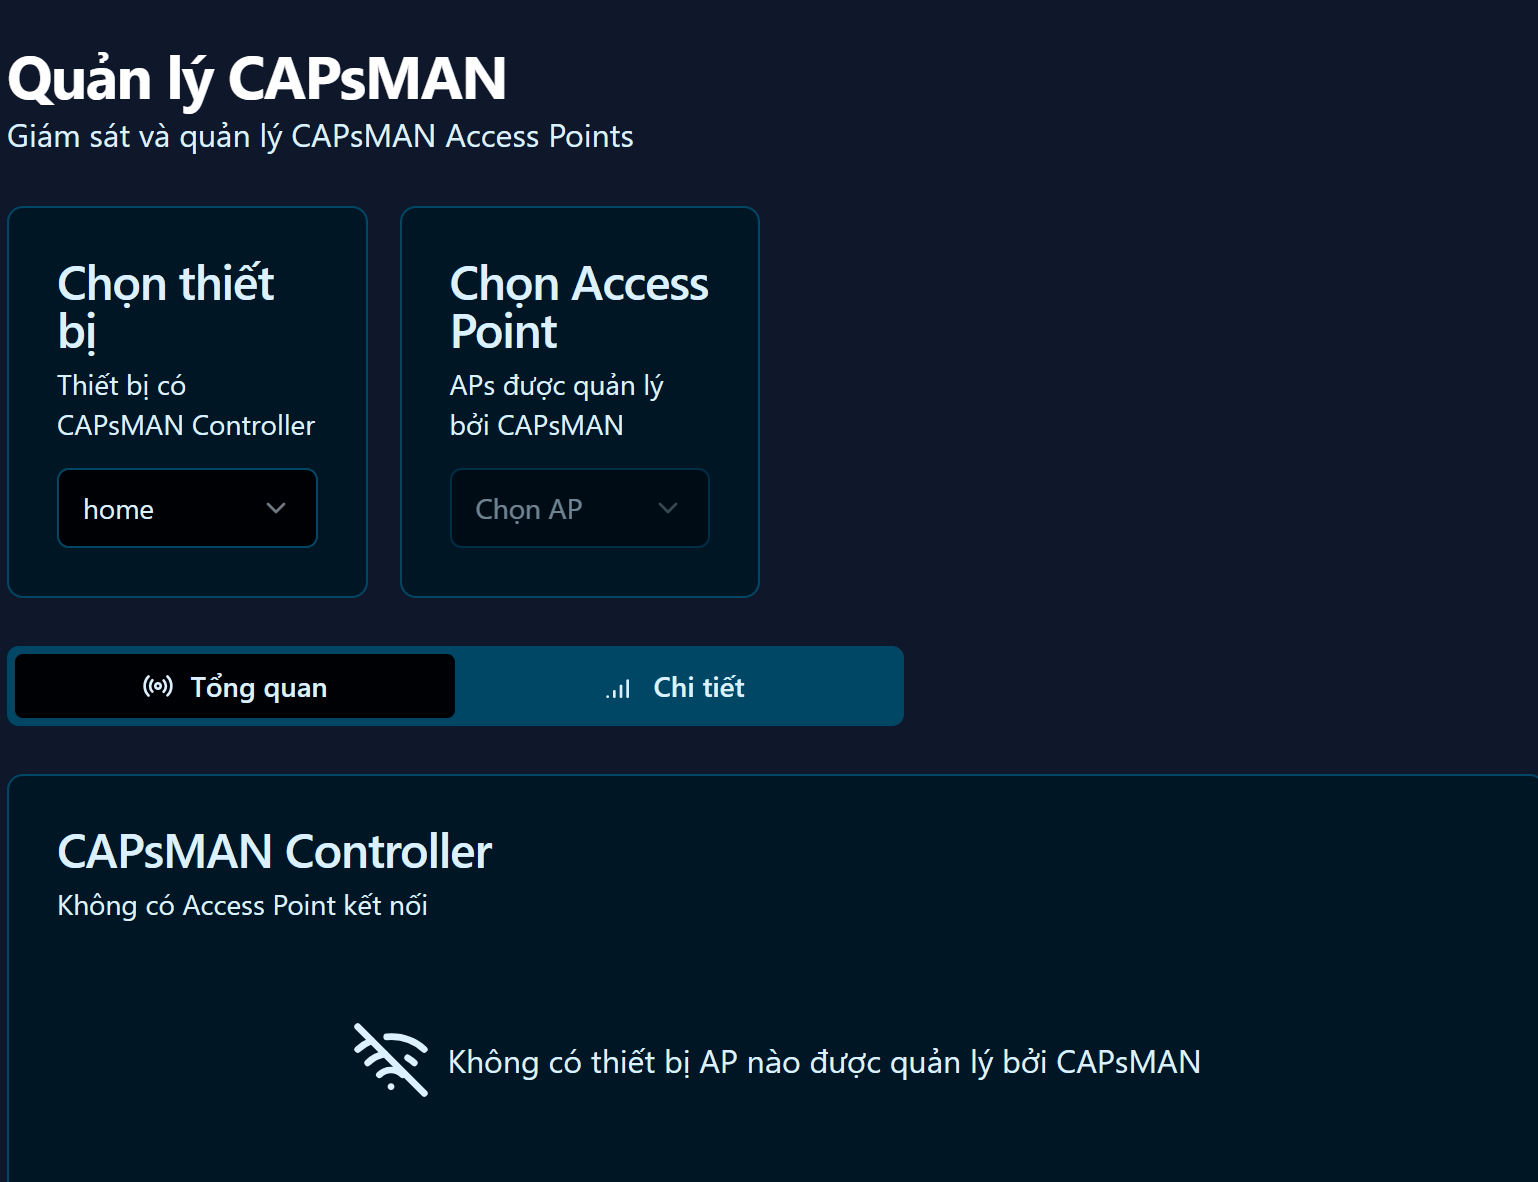 Quản lý CAPsMAN
Giám sát và quản lý CAPsMAN Access Points
Chọn thiết
bị
Thiết bị có
CAPsMAN Controller
home
Chọn Access
Point
APs được quản lý
bởi CAPsMAN
Chọn AP
Tổng quan
Chi tiết
CAPsMAN Controller
Không có Access Point kết nối
Không có thiết bị AP nào được quản lý bởi CAPsMAN